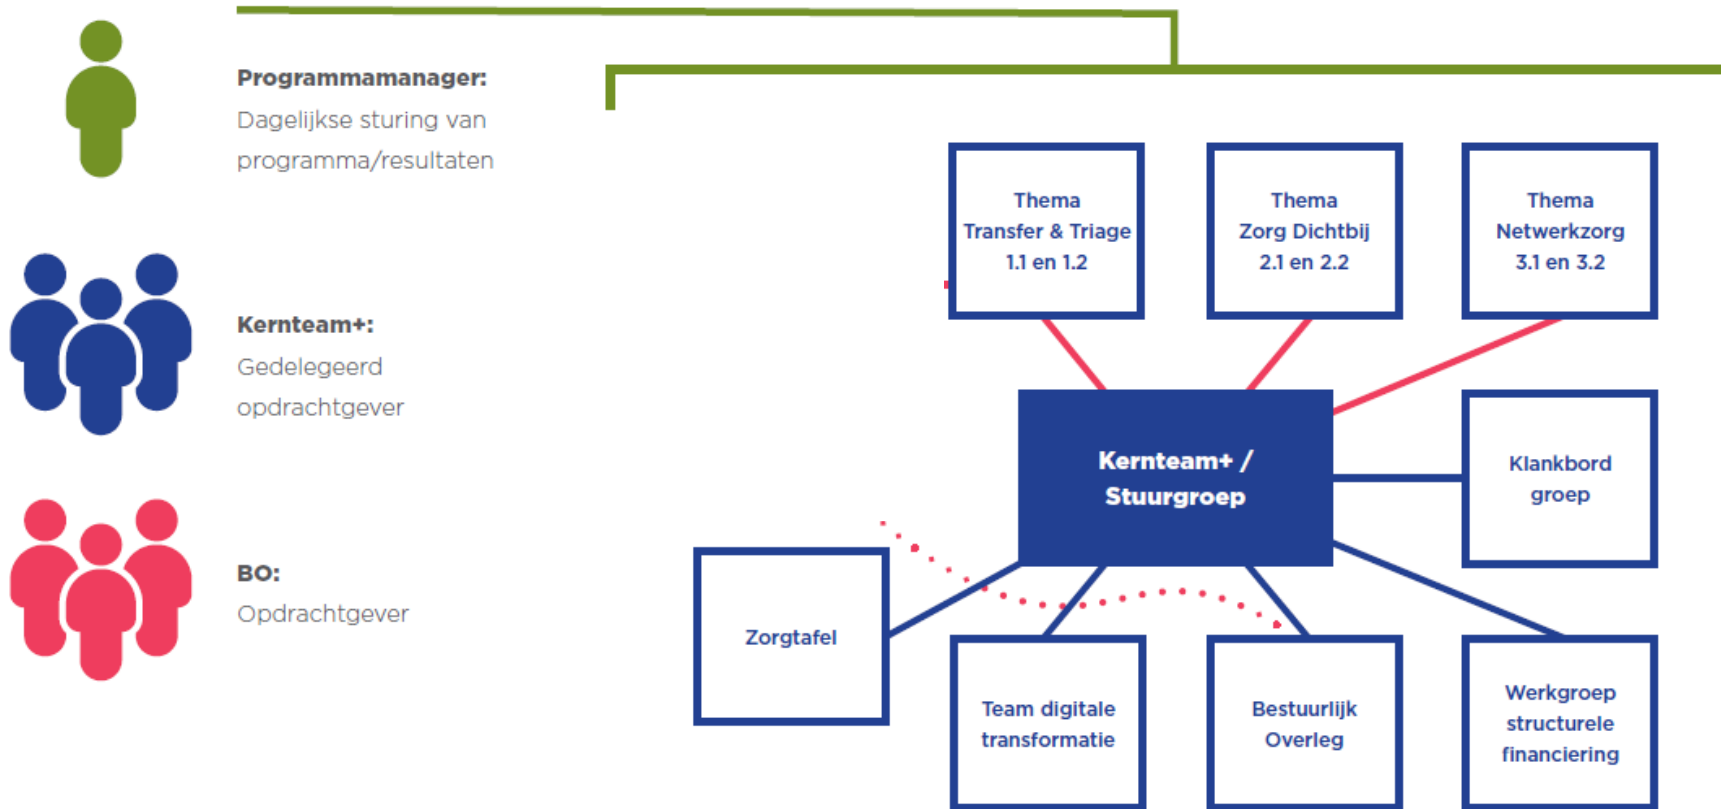 Programmamanager:
Dagelijkse sturing van
programma/resultaten
Kernteam+:
Gedelegeerd
opdrachtgever
BO:
Opdrachtgever
Thema
Transfer & Triage
1.1 en 1.2
Thema
Zorg Dichtbij
2.1 en 2.2
Thema
Netwerkzorg
3.1 en 3.2
Kernteam+ /
Stuurgroep
Klankbord
groep
Zorgtafel
Team digitale
transformatie
Bestuurlijk
Overleg
Werkgroep
structurele
financiering